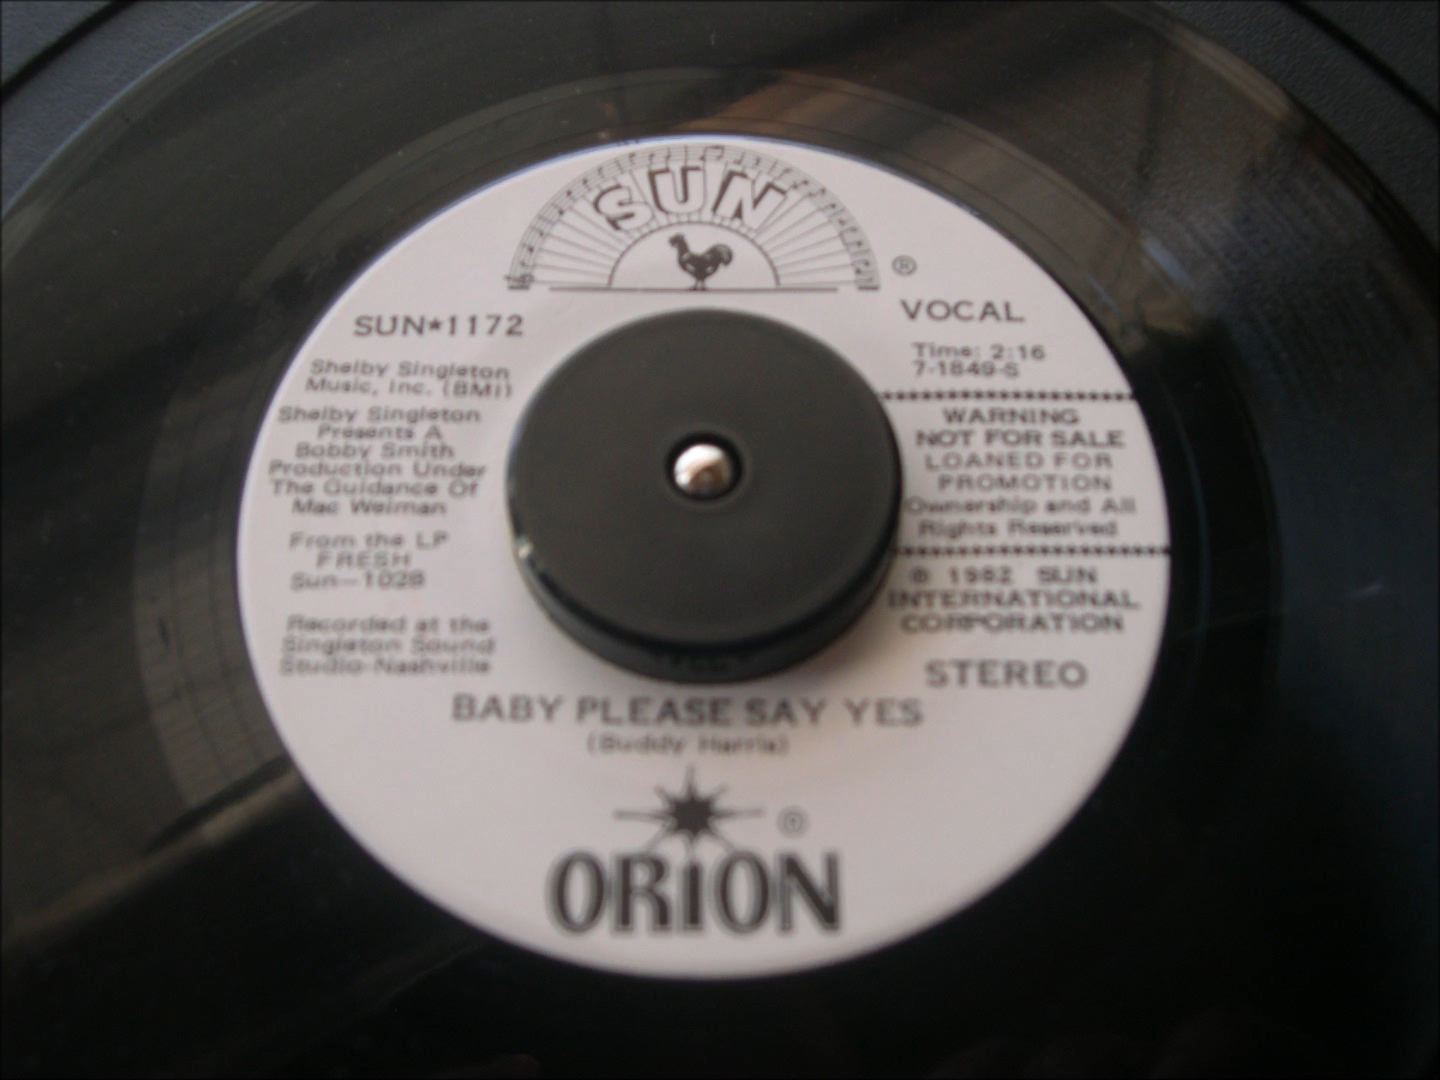 SUN
®
SUN★1172
VOCAL
Time: 2:16
7-1849-S
Shelby Singleton
Music, Inc. (BMI)
Shelby Singleton
Presents A
Bobby Smith
Production Under
The Guidance Of
Mac Weiman
From the LP
FRESH
Sun—1028
Recorded at the
Singleton Sound
Studio-Nashville
WARNING
NOT FOR SALE
LOANED FOR
PROMOTION
Ownership and All
Rights Reserved
℗ 1982 SUN
INTERNATIONAL
CORPORATION
STEREO
BABY PLEASE SAY YES
(Buddy Harris)
ORION